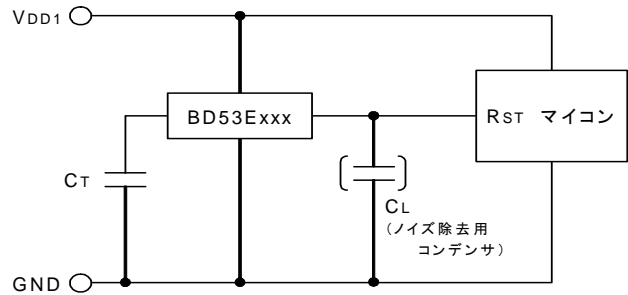 VDD1
BD53Exxx
RST マイコン
CT
CL
(ノイズ除去用
コンデンサ)
GND